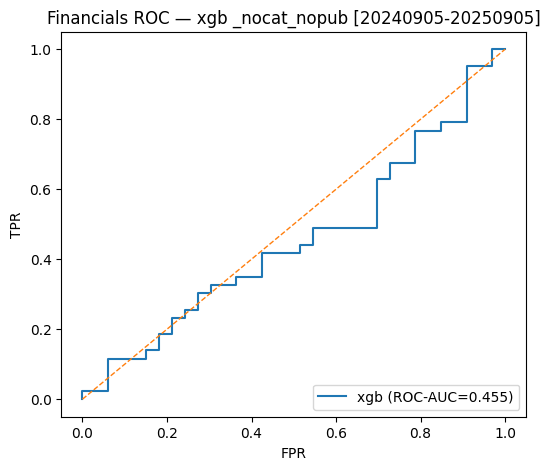 Financials ROC — xgb _nocat_nopub [20240905-20250905]
1.0
0.8
0.6
0.4
0.2
0.0
TPR
0.0 0.2 0.4 0.6 0.8 1.0
FPR
xgb (ROC-AUC=0.455)